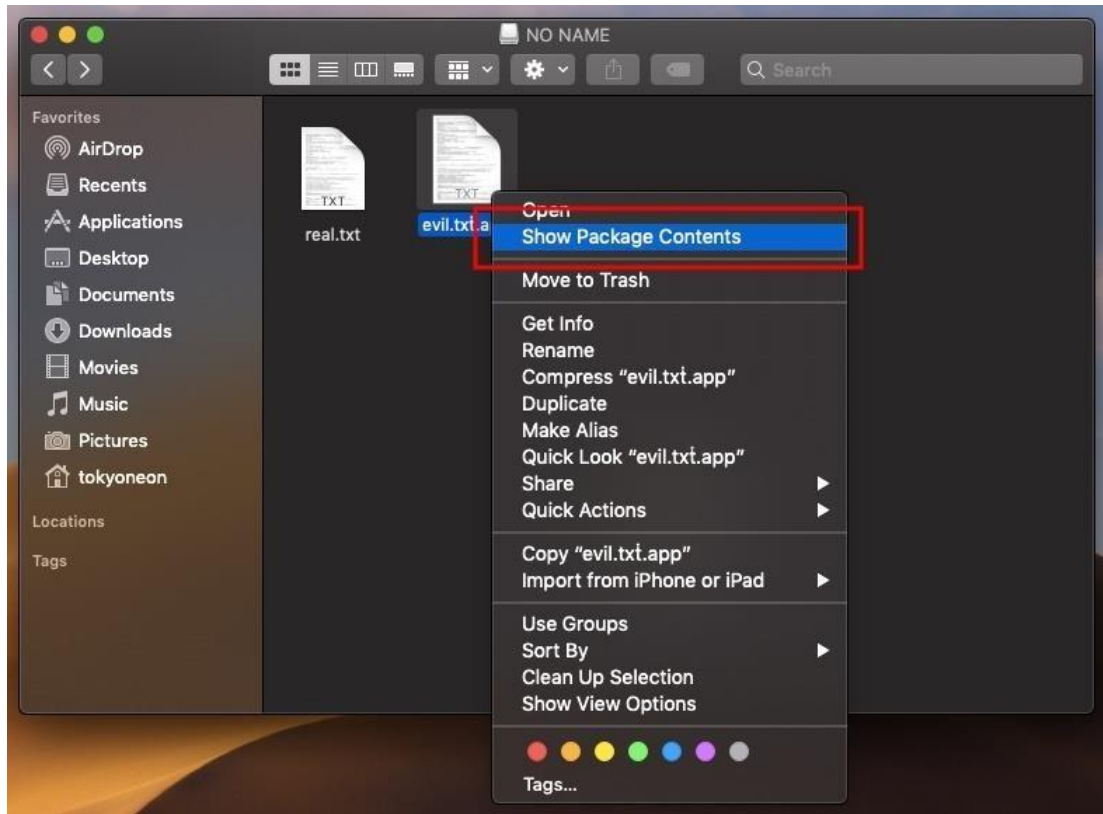 NO NAME
Search
Favorites
AirDrop
Recents
Applications
Desktop
Documents
Downloads
Movies
Music
Pictures
tokyoneon
Locations
Tags
TXT
real.txt
TXT
evil.txṫ.a
Open
Show Package Contents
Move to Trash
Get Info
Rename
Compress “evil.txṫ.app”
Duplicate
Make Alias
Quick Look “evil.txṫ.app”
Share
Quick Actions
Copy “evil.txṫ.app”
Import from iPhone or iPad
Use Groups
Sort By
Clean Up Selection
Show View Options
Tags...